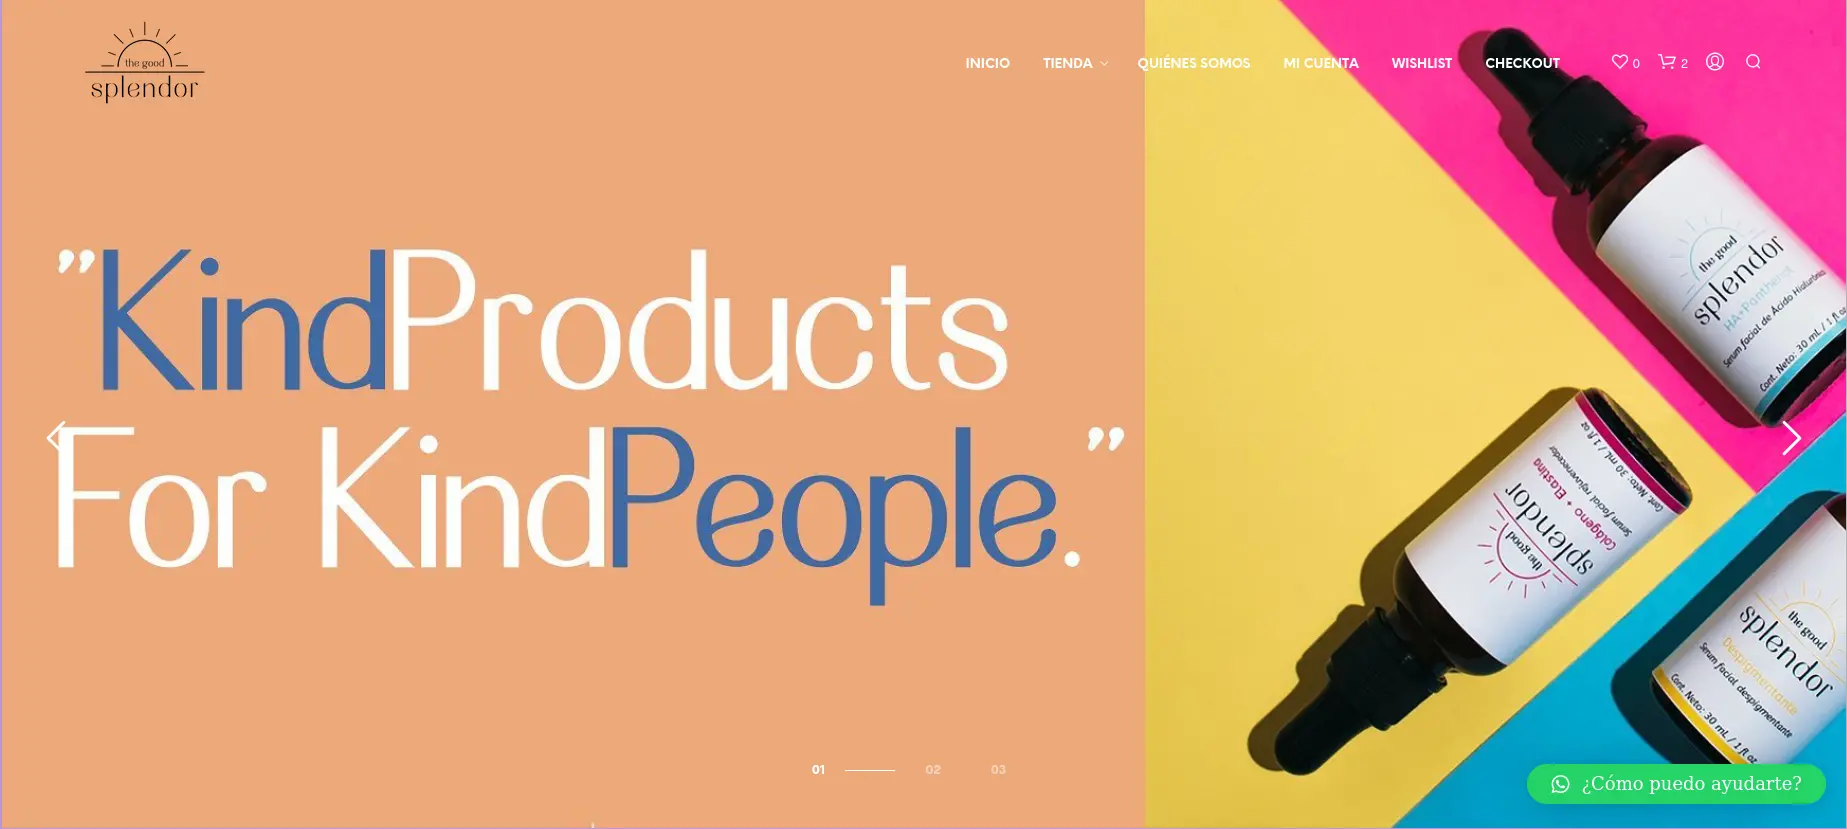 the good
splendor
INICIO
TIENDA
QUIÉNES SOMOS
MI CUENTA
WISHLIST
CHECKOUT
0
2
"KindProducts
For KindPeople."
the good
splendor
HA+Panthenol
Serum facial de Ácido Hialurónico
Cont. Neto: 30 mL / 1 fl oz
the good
splendor
Colágeno + Elastina
Serum facial rejuvenecedor
Cont. Neto: 30 mL / 1 fl oz
the good
splendor
Despigmentante
Serum facial despigmentante
Cont. Neto: 30 mL / 1 fl oz
01
02
03
¿Cómo puedo ayudarte?